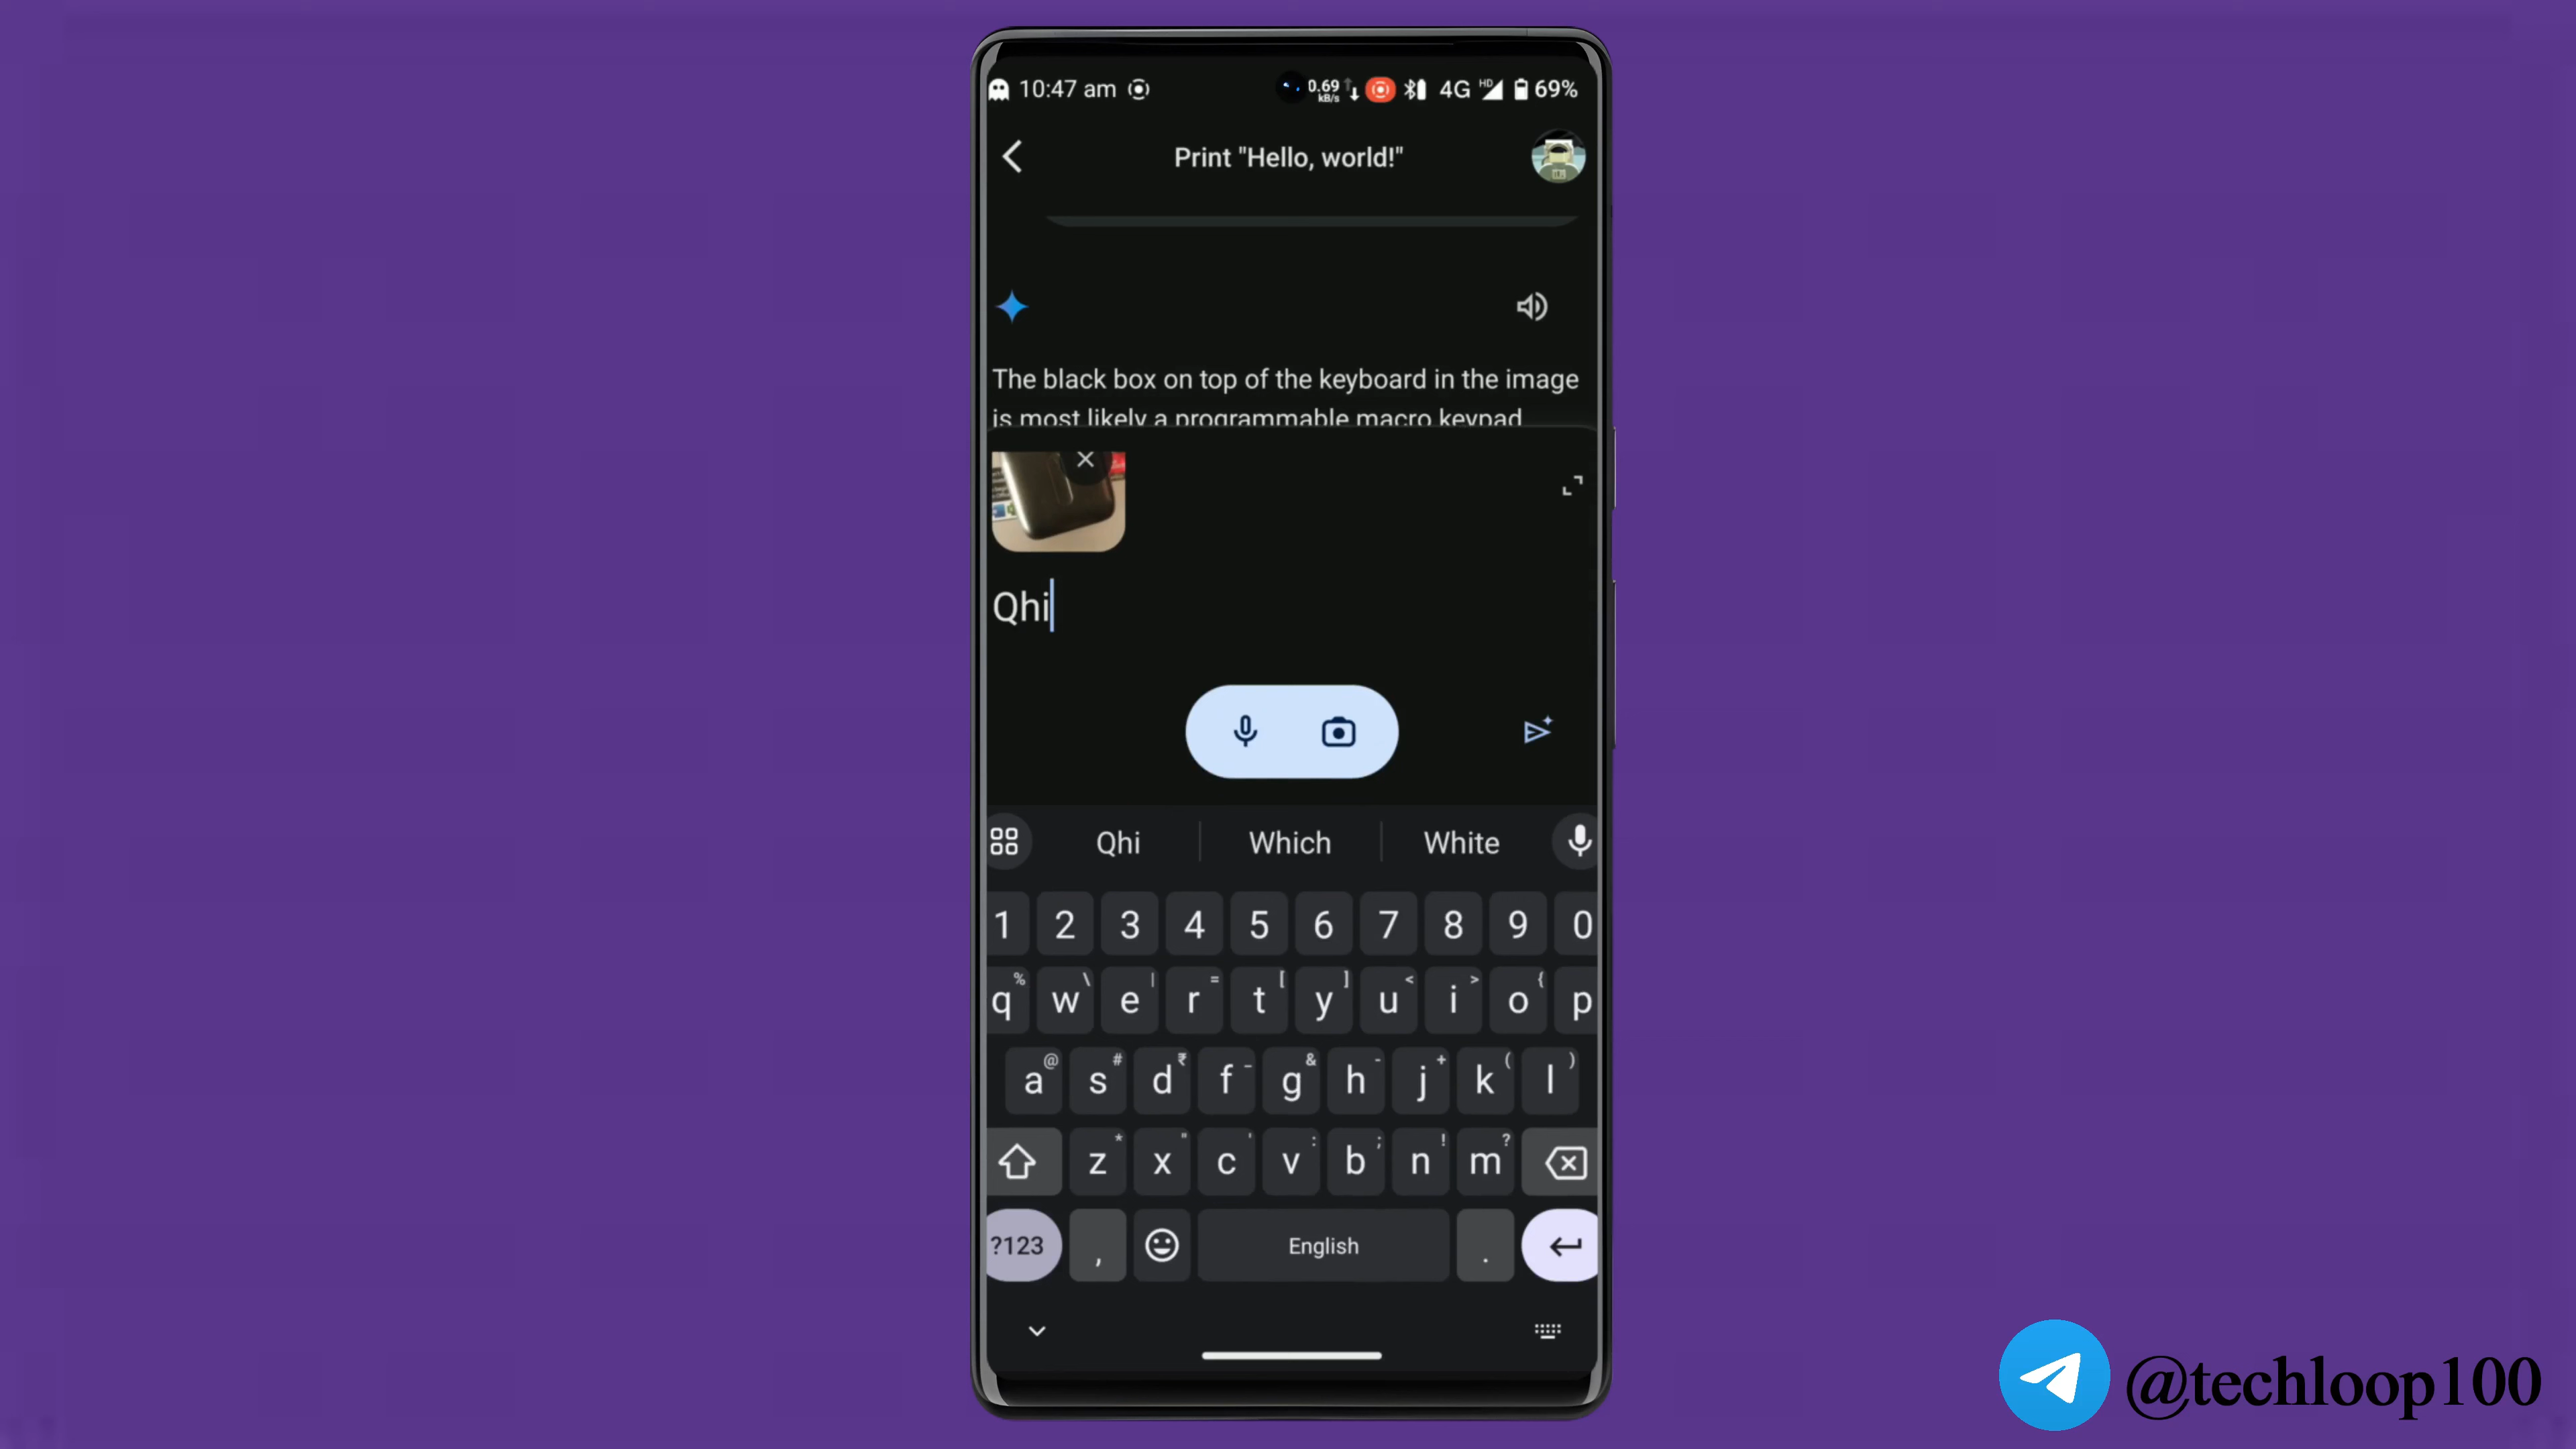 10:47 am
0.69 kB/s 4G HD 69%
Print "Hello, world!"
The black box on top of the keyboard in the image
is most likely a programmable macro keypad
Qhi
Qhi Which White
1 2 3 4 5 6 7 8 9 0
q % w \ e | r = t [ y ] u < i > o { p
a @ s # d ₹ f _ g & h - j + k ( l )
z * x " c ' v : b ; n ! m ?
?123 , English .
@techloop100